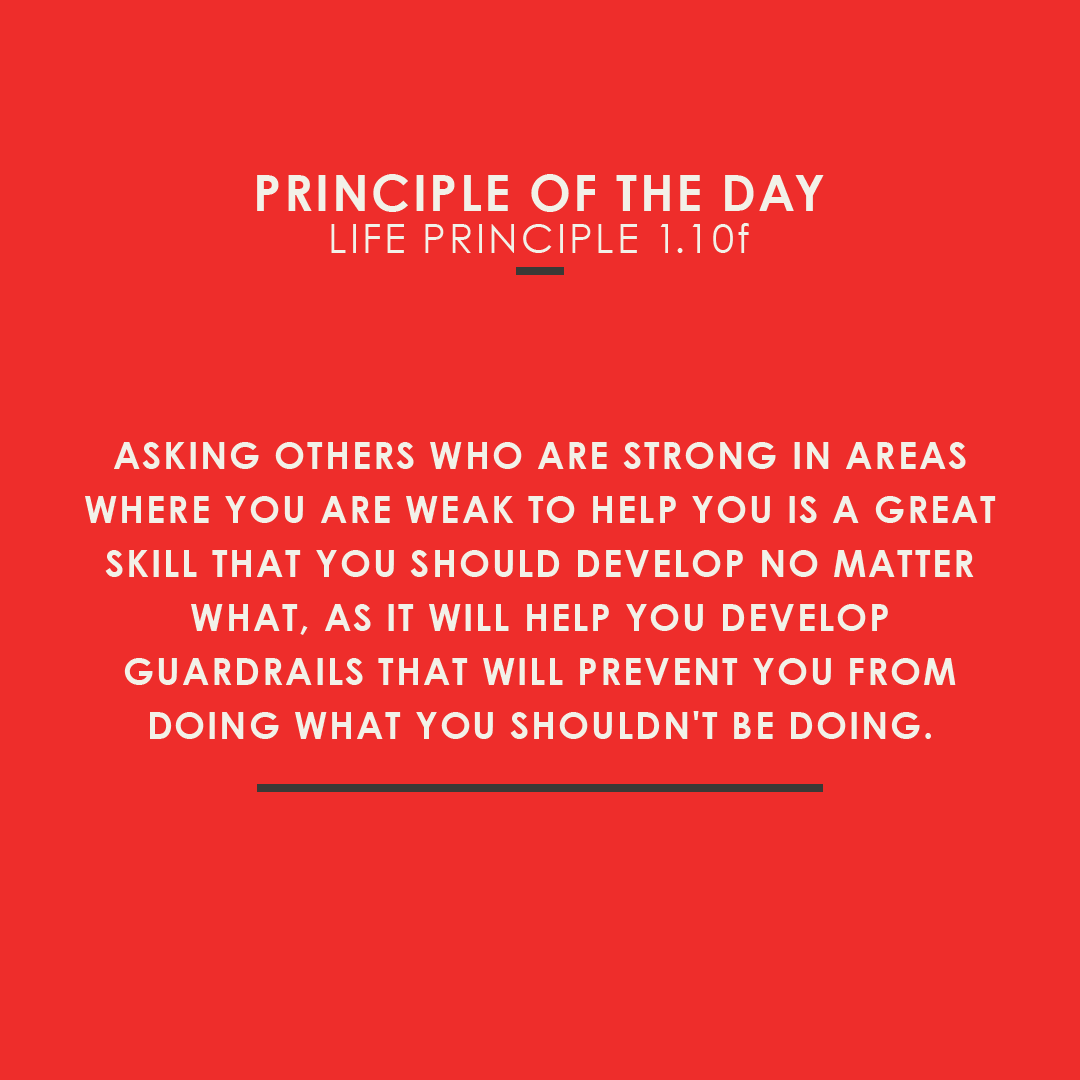 PRINCIPLE OF THE DAY
LIFE PRINCIPLE 1.10f
ASKING OTHERS WHO ARE STRONG IN AREAS
WHERE YOU ARE WEAK TO HELP YOU IS A GREAT
SKILL THAT YOU SHOULD DEVELOP NO MATTER
WHAT, AS IT WILL HELP YOU DEVELOP
GUARDRAILS THAT WILL PREVENT YOU FROM
DOING WHAT YOU SHOULDN'T BE DOING.